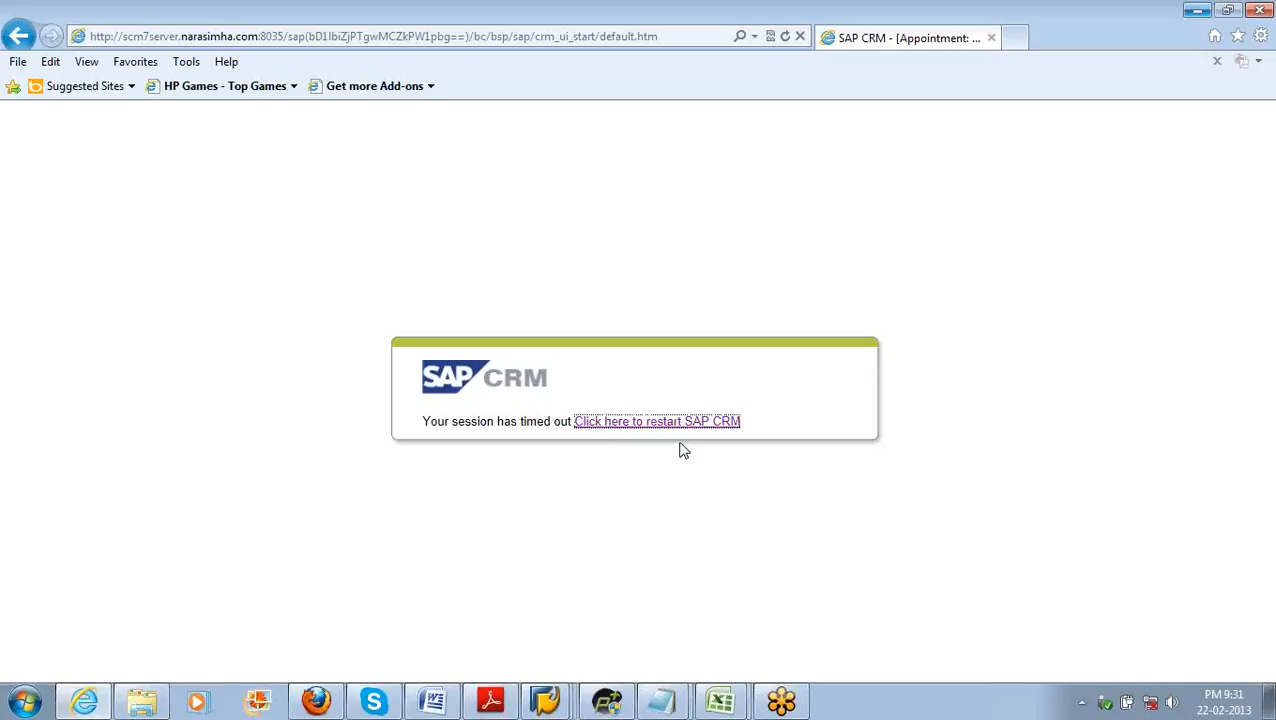 http://scm7server.narasimha.com:8035/sap(bD1lbiZjPTgwMCZkPW1pbg==)/bc/bsp/sap/crm_ui_start/default.htm
SAP CRM - [Appointment: ...
File Edit View Favorites Tools Help
Suggested Sites HP Games - Top Games Get more Add-ons
SAP CRM
Your session has timed out Click here to restart SAP CRM
PM 9:31
22-02-2013